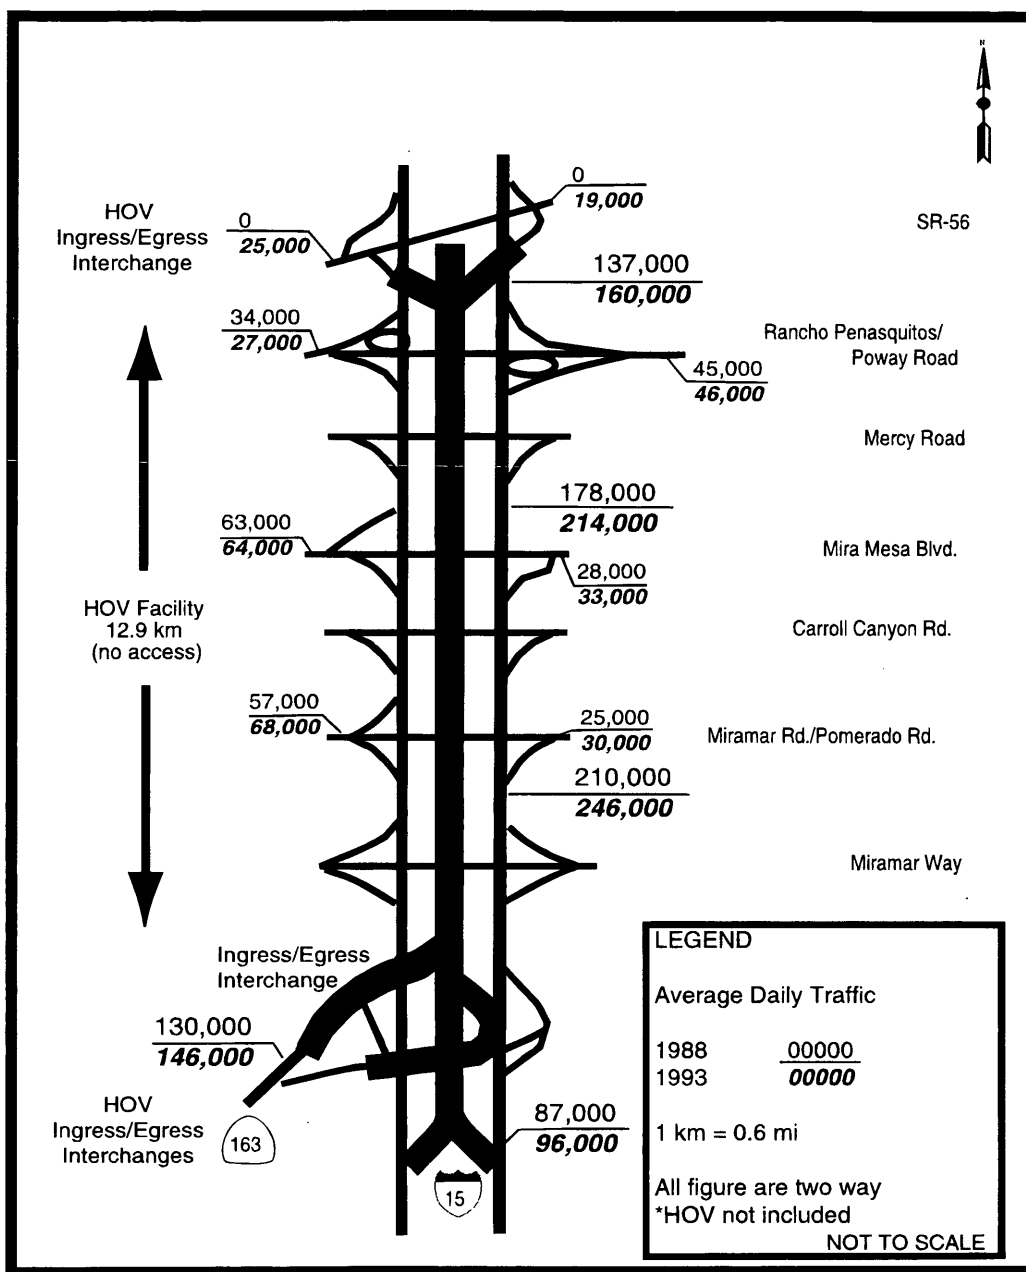 N
0
19,000
HOV
Ingress/Egress
Interchange
0
25,000
SR-56
137,000
160,000
34,000
27,000
Rancho Penasquitos/
Poway Road
45,000
46,000
Mercy Road
178,000
214,000
63,000
64,000
Mira Mesa Blvd.
28,000
33,000
HOV Facility
12.9 km
(no access)
Carroll Canyon Rd.
57,000
68,000
25,000
30,000
Miramar Rd./Pomerado Rd.
210,000
246,000
Miramar Way
Ingress/Egress
Interchange
130,000
146,000
HOV
Ingress/Egress
Interchanges
163
15
87,000
96,000
LEGEND
Average Daily Traffic
1988 00000
1993 00000
1 km = 0.6 mi
All figure are two way
*HOV not included
NOT TO SCALE